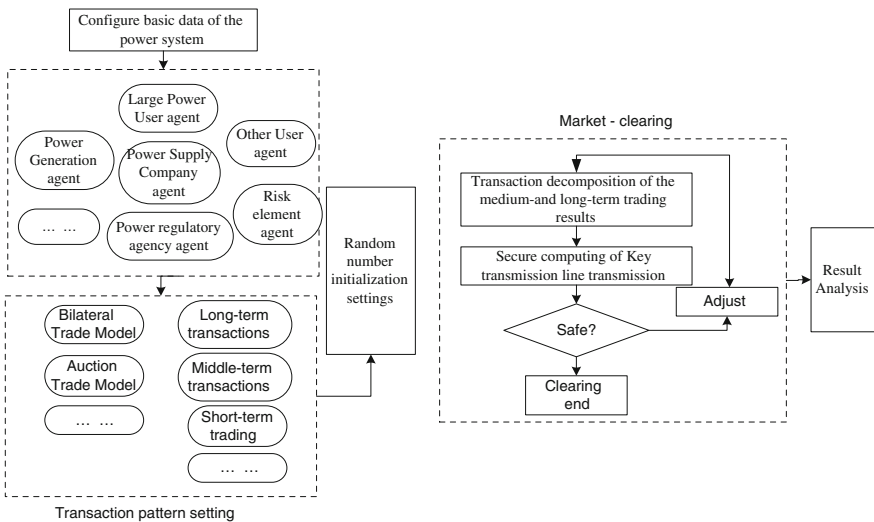 Configure basic data of the
power system
Large Power
User agent
Power
Generation
agent
Power Supply
Company
agent
Other User
agent
... ...
Power regulatory
agency agent
Risk
element
agent
Bilateral
Trade Model
Auction
Trade Model
... ...
Long-term
transactions
Middle-term
transactions
Short-term
trading
... ...
Transaction pattern setting
Random
number
initialization
settings
Market - clearing
Transaction decomposition of the
medium-and long-term trading
results
Secure computing of Key
transmission line transmission
Safe?
Adjust
Clearing
end
Result
Analysis